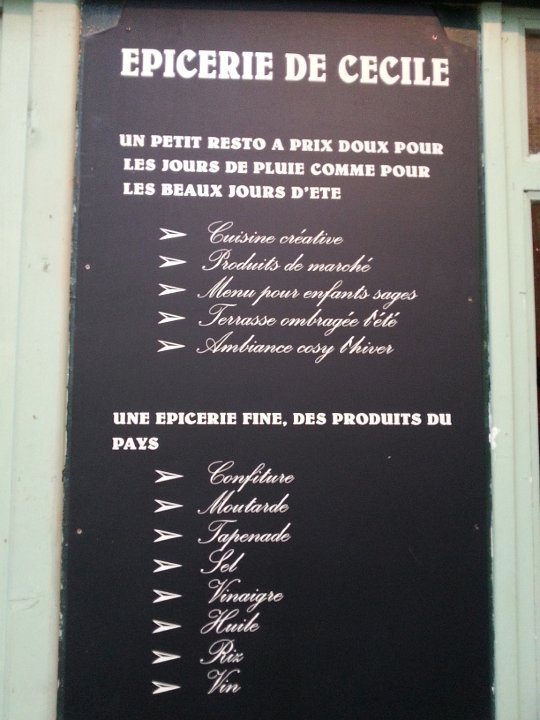 EPICERIE DE CECILE
UN PETIT RESTO A PRIX DOUX POUR
LES JOURS DE PLUIE COMME POUR
LES BEAUX JOURS D'ETE
Cuisine créative
Produits de marché
Menu pour enfants sages
Terrasse ombragée l'été
Ambiance cosy l'hiver
UNE EPICERIE FINE, DES PRODUITS DU
PAYS
Confiture
Moutarde
Tapenade
Sel
Vinaigre
Huile
Riz
Vin